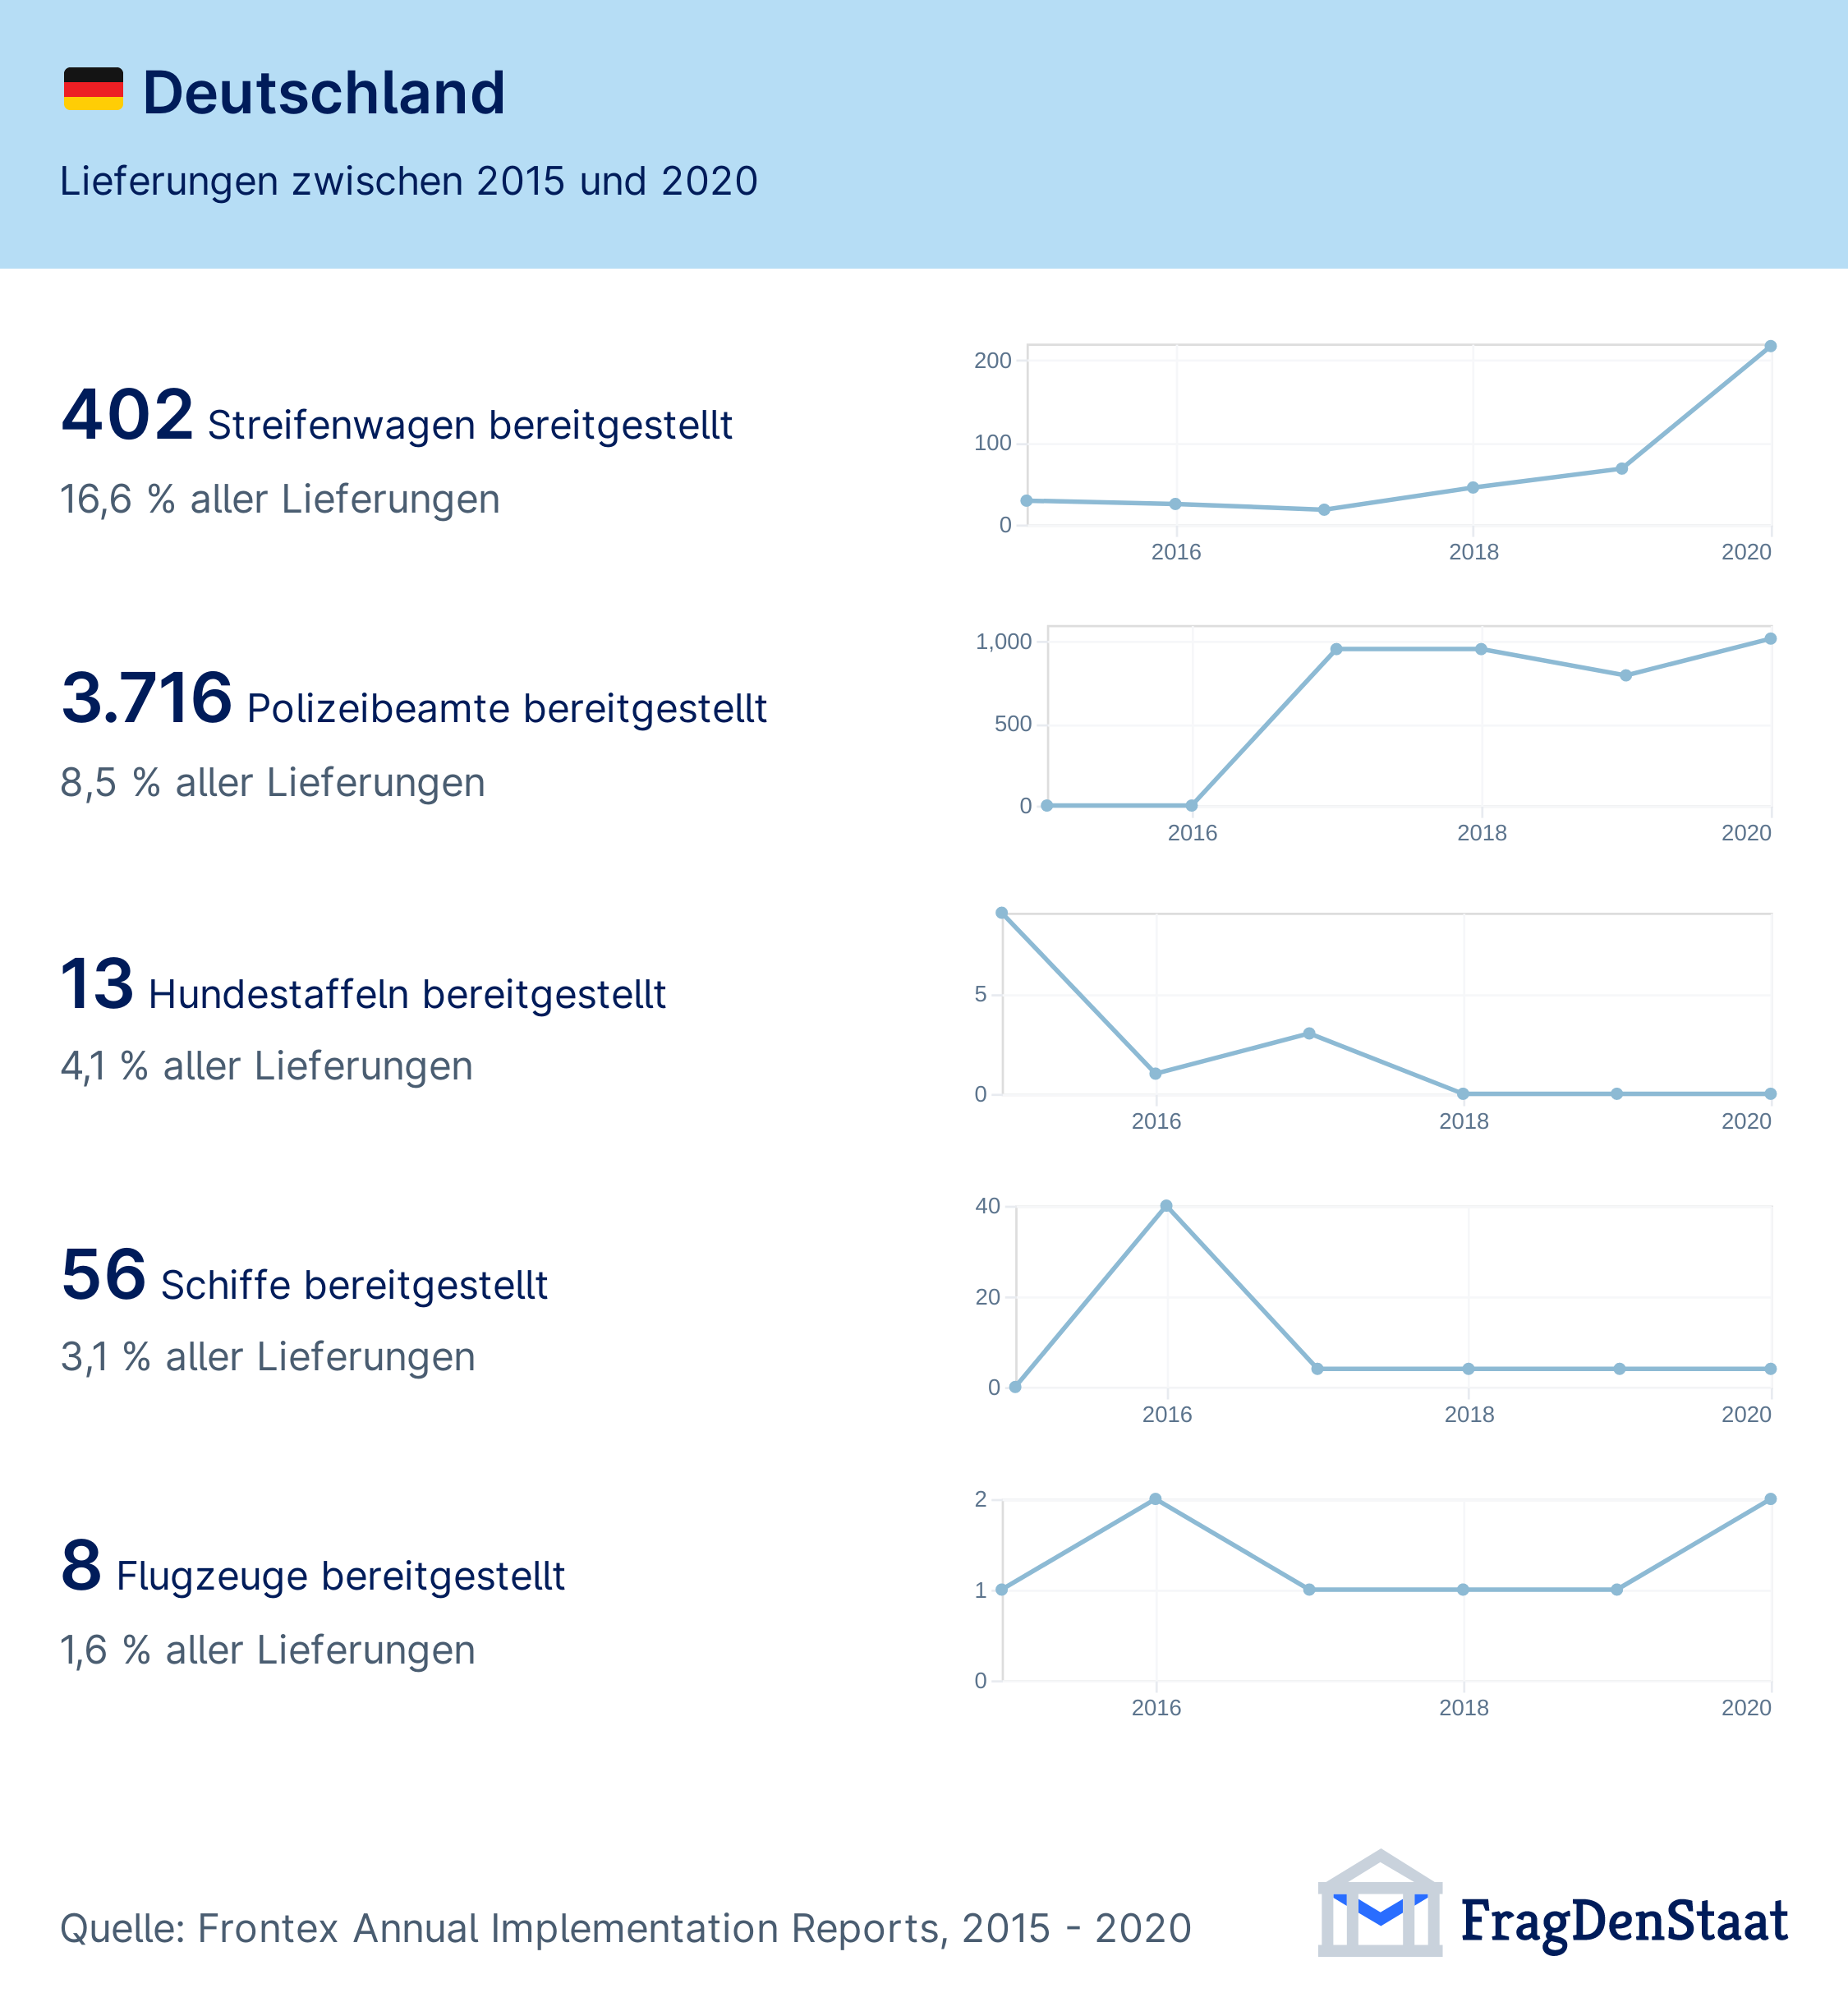 Deutschland
Lieferungen zwischen 2015 und 2020
402 Streifenwagen bereitgestellt
16,6 % aller Lieferungen
200
100
0
2016 2018 2020
3.716 Polizeibeamte bereitgestellt
8,5 % aller Lieferungen
1,000
500
0
2016 2018 2020
13 Hundestaffeln bereitgestellt
4,1 % aller Lieferungen
5
0
2016 2018 2020
56 Schiffe bereitgestellt
3,1 % aller Lieferungen
40
20
0
2016 2018 2020
8 Flugzeuge bereitgestellt
1,6 % aller Lieferungen
2
1
0
2016 2018 2020
Quelle: Frontex Annual Implementation Reports, 2015 - 2020
FragDenStaat